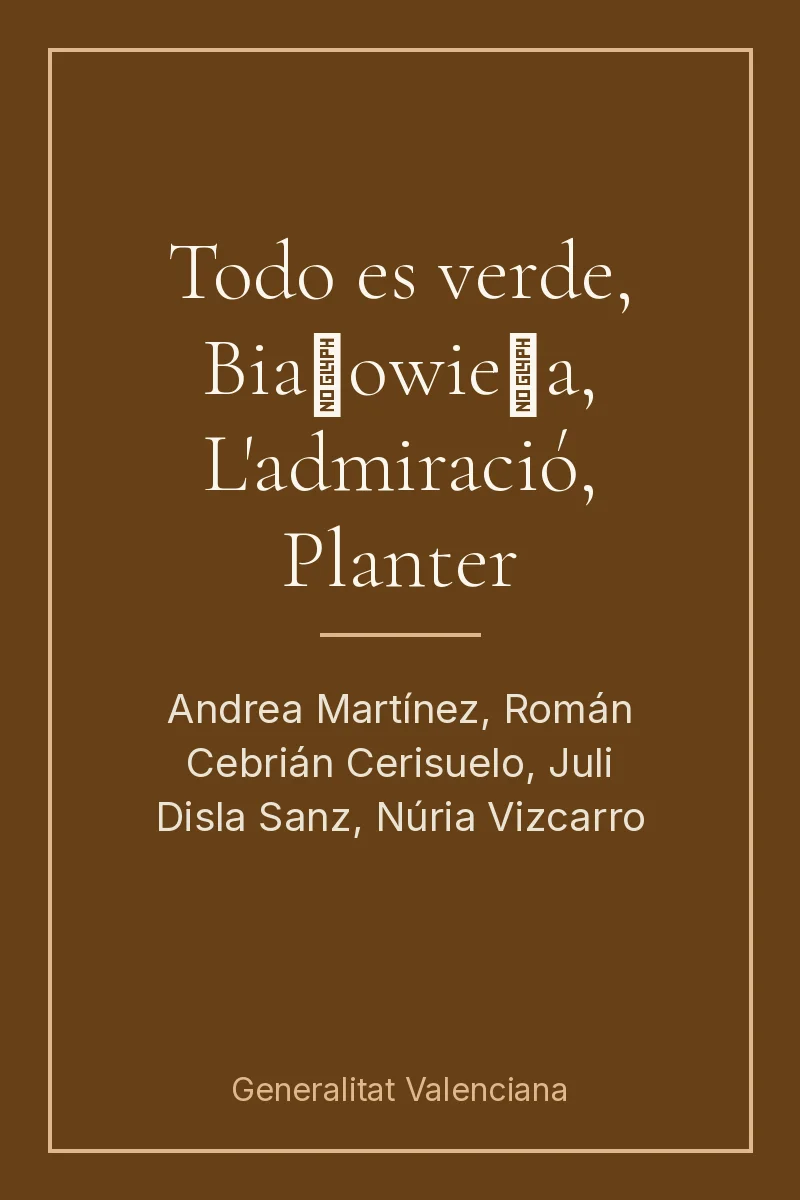 Todo es verde,
L'admiració,
Planter
Andrea Martínez, Román
Cebrián Cerisuelo, Juli
Disla Sanz, Núria Vizcarro
Generalitat Valenciana